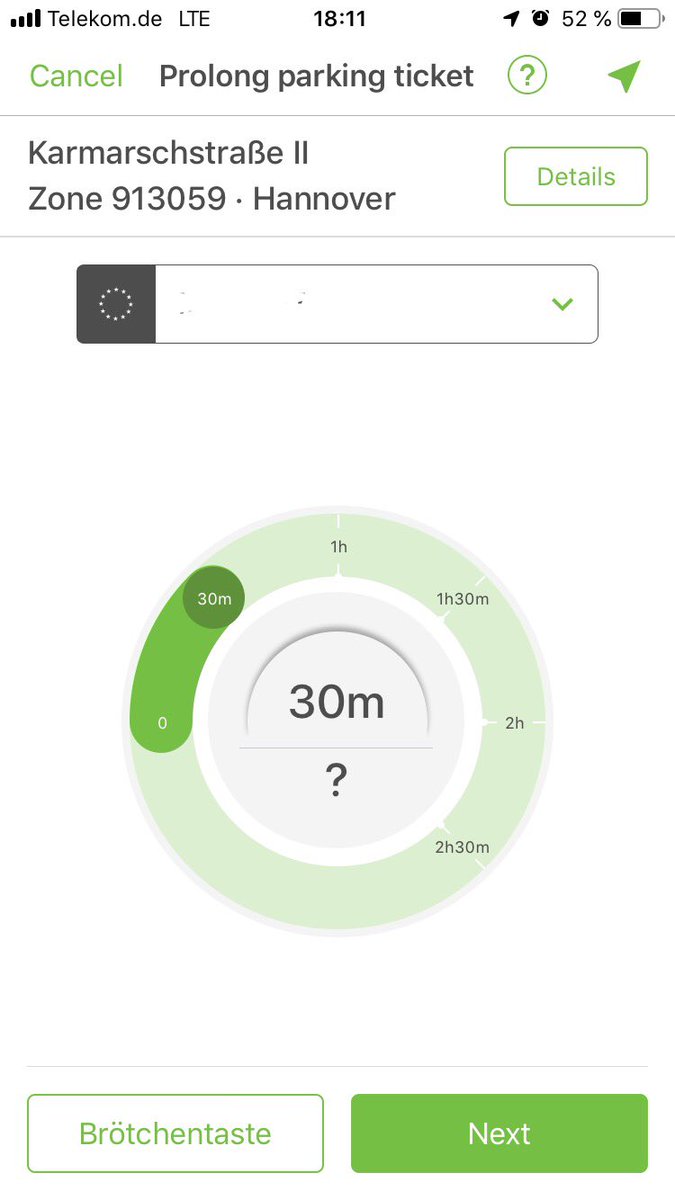 Telekom.de LTE 18:11 52 %
Cancel Prolong parking ticket ?
Karmarschstraße II
Zone 913059 · Hannover
Details
1h
30m
1h30m
0
2h
2h30m
30m
?
Brötchentaste Next